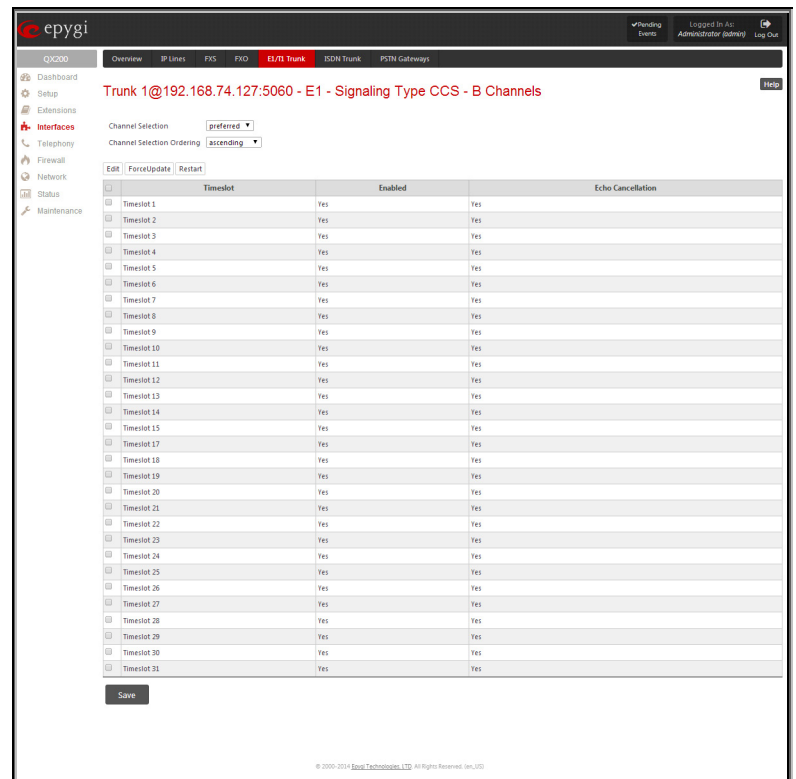 epygi
Pending Events
Logged In As: Administrator (admin)
Log Out
QX200
Overview IP Lines FXS FXO E1/T1 Trunk ISDN Trunk PSTN Gateways
Dashboard
Setup
Extensions
Interfaces
Telephony
Firewall
Network
Status
Maintenance
Help
Trunk 1@192.168.74.127:5060 - E1 - Signaling Type CCS - B Channels
Channel Selection preferred
Channel Selection Ordering ascending
Edit ForceUpdate Restart
Timeslot Enabled Echo Cancellation
Timeslot 1 Yes Yes
Timeslot 2 Yes Yes
Timeslot 3 Yes Yes
Timeslot 4 Yes Yes
Timeslot 5 Yes Yes
Timeslot 6 Yes Yes
Timeslot 7 Yes Yes
Timeslot 8 Yes Yes
Timeslot 9 Yes Yes
Timeslot 10 Yes Yes
Timeslot 11 Yes Yes
Timeslot 12 Yes Yes
Timeslot 13 Yes Yes
Timeslot 14 Yes Yes
Timeslot 15 Yes Yes
Timeslot 17 Yes Yes
Timeslot 18 Yes Yes
Timeslot 19 Yes Yes
Timeslot 20 Yes Yes
Timeslot 21 Yes Yes
Timeslot 22 Yes Yes
Timeslot 23 Yes Yes
Timeslot 24 Yes Yes
Timeslot 25 Yes Yes
Timeslot 26 Yes Yes
Timeslot 27 Yes Yes
Timeslot 28 Yes Yes
Timeslot 29 Yes Yes
Timeslot 30 Yes Yes
Timeslot 31 Yes Yes
Save
© 2000-2014 Epygi Technologies, LTD. All Rights Reserved. (en_US)